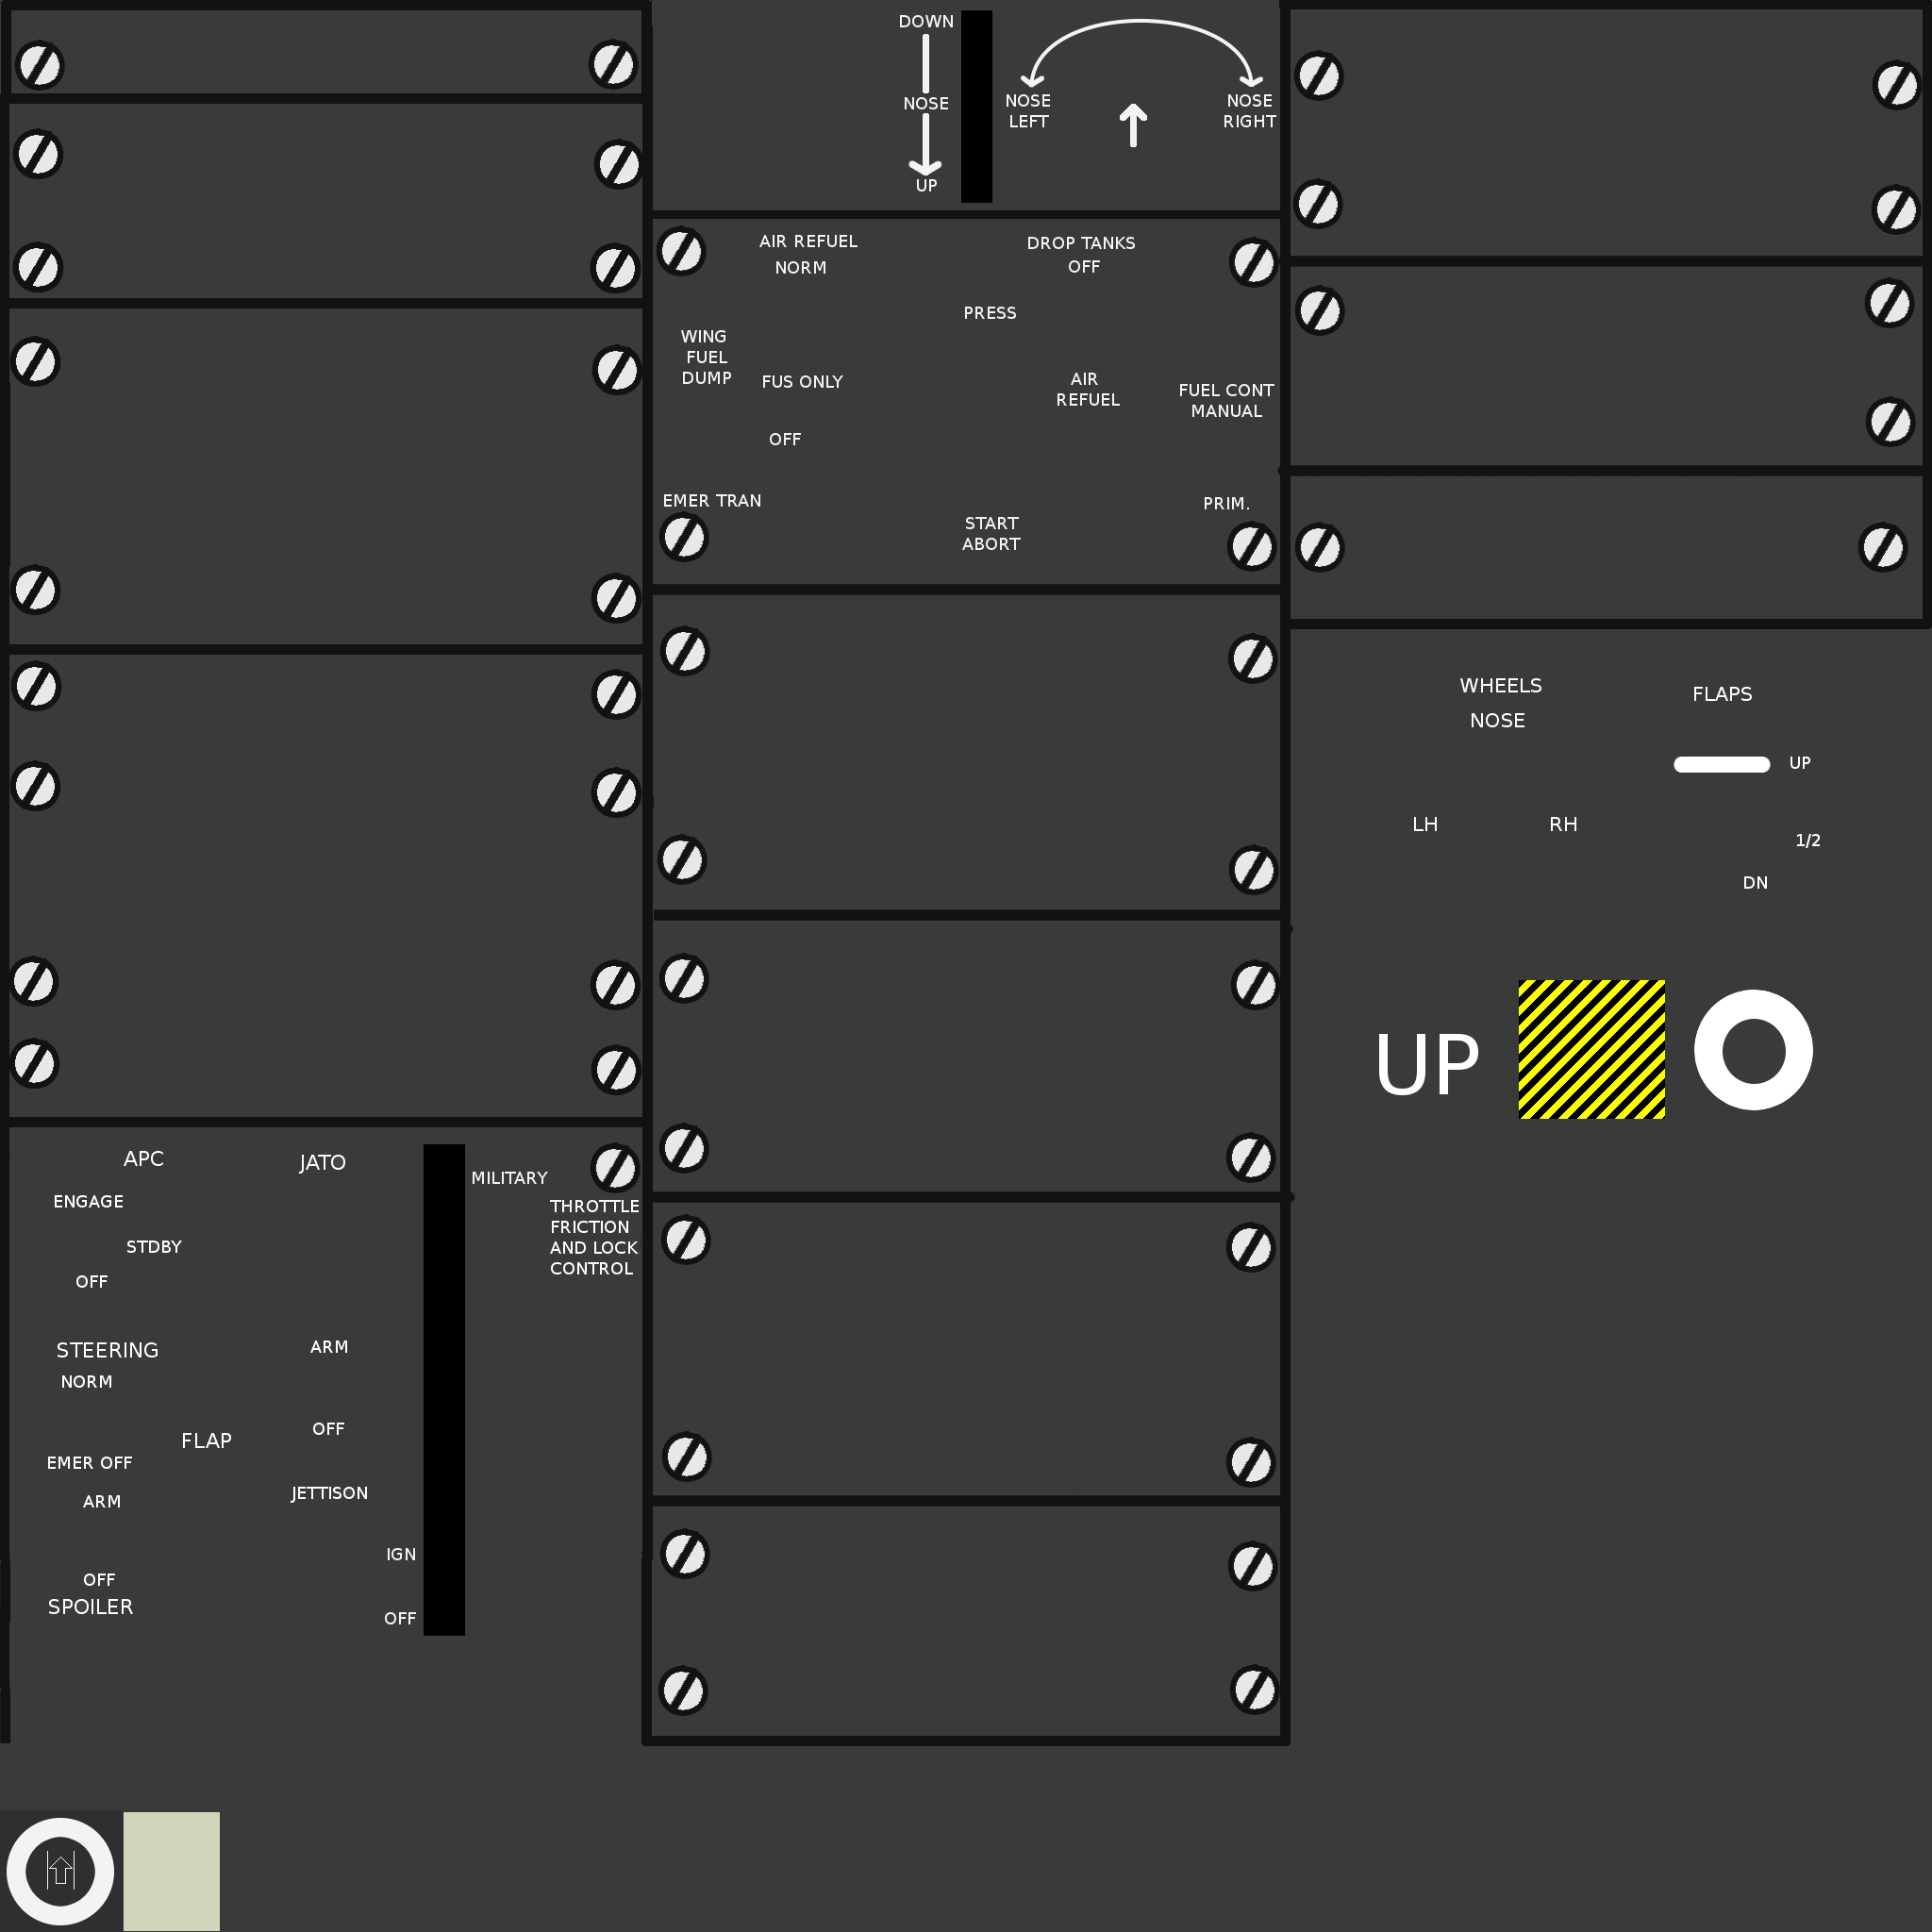 DOWN
NOSE
UP
NOSE
LEFT
NOSE
RIGHT
AIR REFUEL
NORM
DROP TANKS
OFF
PRESS
WING
FUEL
DUMP
FUS ONLY
AIR
REFUEL
FUEL CONT
MANUAL
OFF
EMER TRAN
PRIM.
START
ABORT
WHEELS
NOSE
FLAPS
UP
LH
RH
1/2
DN
UP
APC
JATO
MILITARY
ENGAGE
THROTTLE
FRICTION
AND LOCK
CONTROL
STDBY
OFF
STEERING
ARM
NORM
OFF
FLAP
EMER OFF
JETTISON
ARM
IGN
OFF
SPOILER
OFF